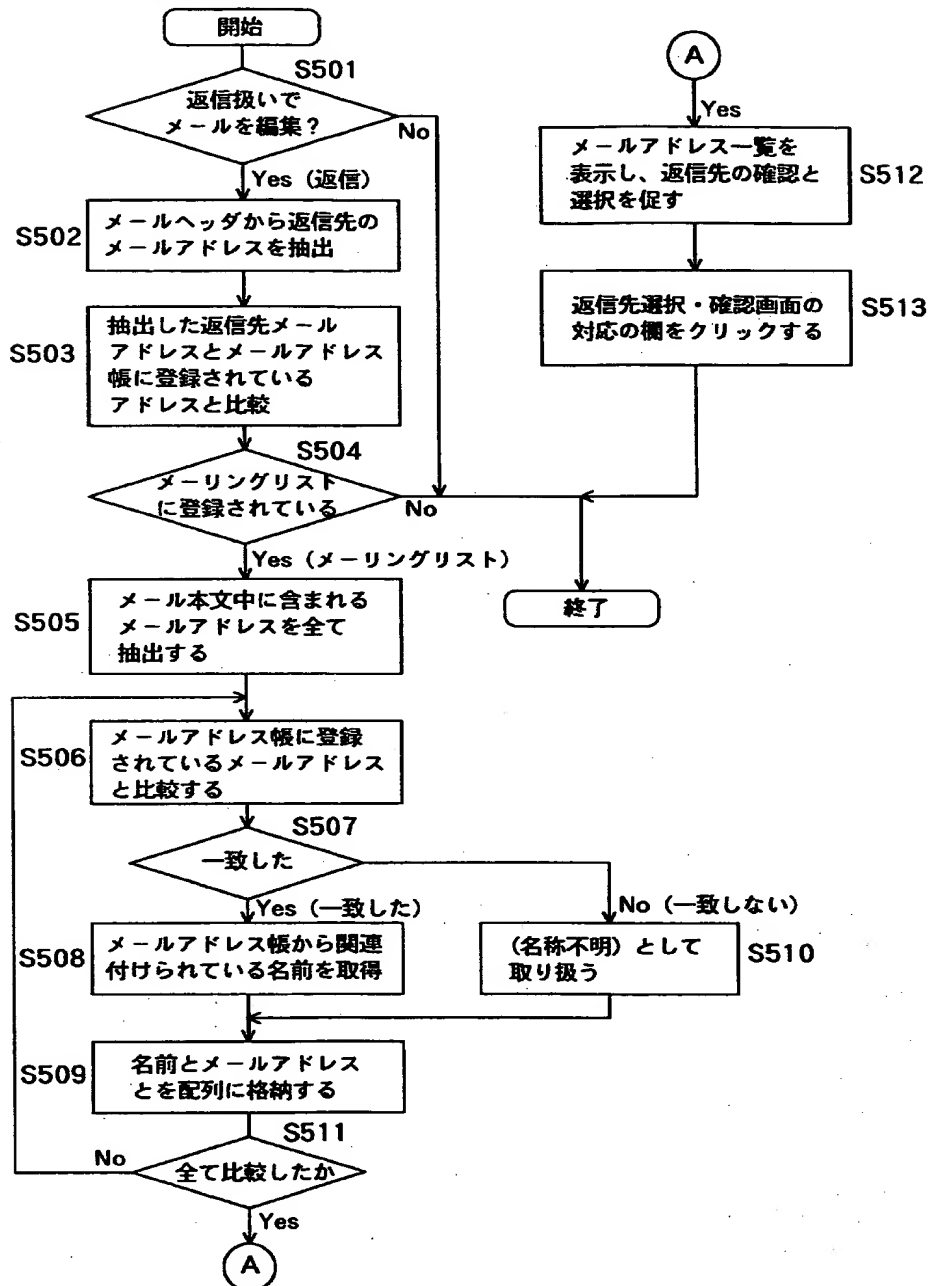 開始
S501
返信扱いで
メールを編集?
No
Yes (返信)
S502
メールヘッダから返信先の
メールアドレスを抽出
S503
抽出した返信先メール
アドレスとメールアドレス
帳に登録されている
アドレスと比較
S504
メーリングリスト
に登録されている
No
Yes (メーリングリスト)
S505
メール本文中に含まれる
メールアドレスを全て
抽出する
S506
メールアドレス帳に登録
されているメールアドレス
と比較する
S507
一致した
Yes (一致した)
No (一致しない)
S508
メールアドレス帳から関連
付けられている名前を取得
(名称不明) として
取り扱う
S510
S509
名前とメールアドレス
とを配列に格納する
S511
No
全て比較したか
Yes
A
A
Yes
メールアドレス一覧を
表示し、返信先の確認と
選択を促す
S512
返信先選択・確認画面の
対応の欄をクリックする
S513
終了